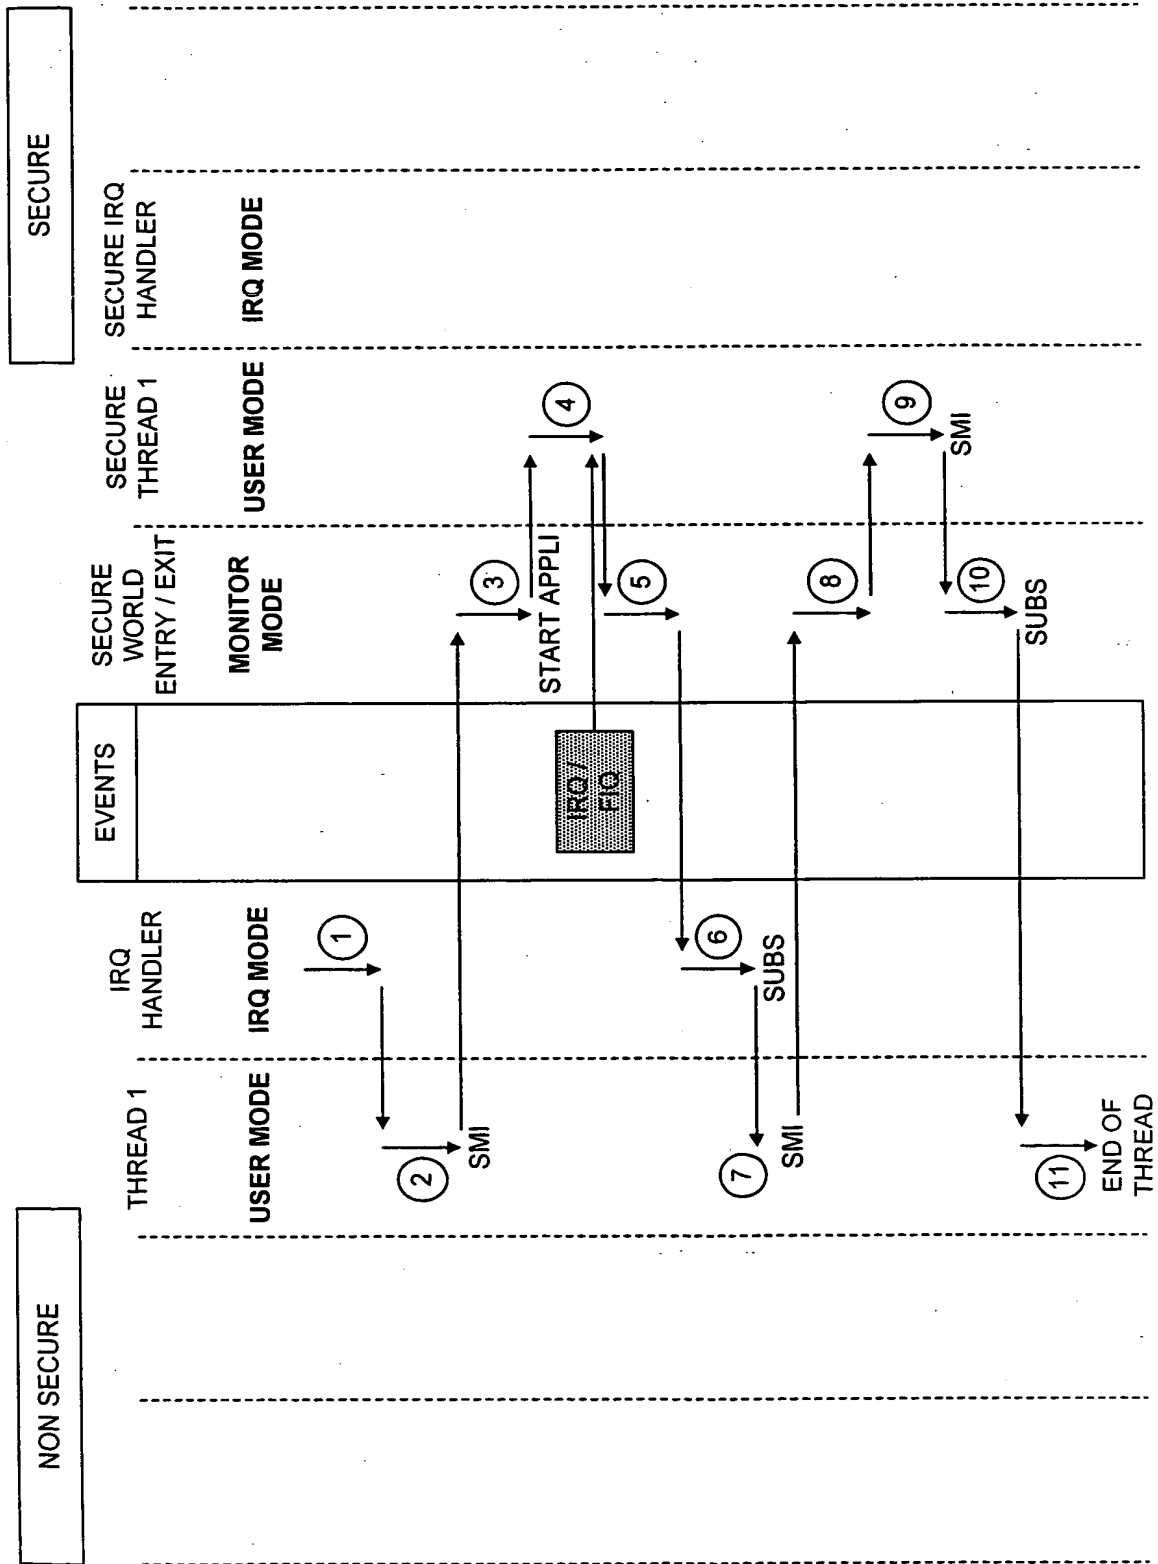 NON SECURE
SECURE
EVENTS
THREAD 1
USER MODE
IRQ
HANDLER
IRQ MODE
SECURE
WORLD
ENTRY / EXIT
MONITOR
MODE
SECURE
THREAD 1
USER MODE
SECURE IRQ
HANDLER
IRQ MODE
1
2
SMI
3
START APPLI
4
IRQ /
FIQ
5
6
SUBS
7
SMI
8
9
SMI
10
SUBS
11
END OF
THREAD